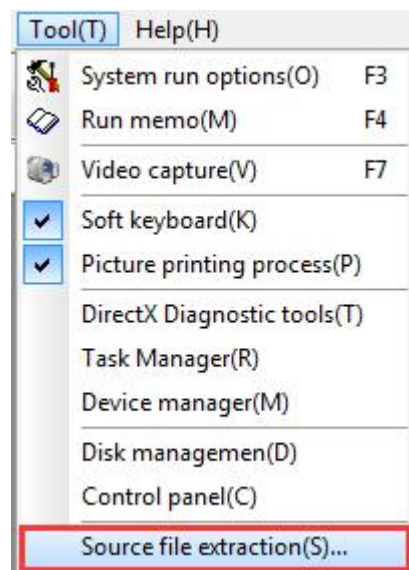 Tool(T) Help(H)
System run options(O) F3
Run memo(M) F4
Video capture(V) F7
Soft keyboard(K)
Picture printing process(P)
DirectX Diagnostic tools(T)
Task Manager(R)
Device manager(M)
Disk managemen(D)
Control panel(C)
Source file extraction(S)...